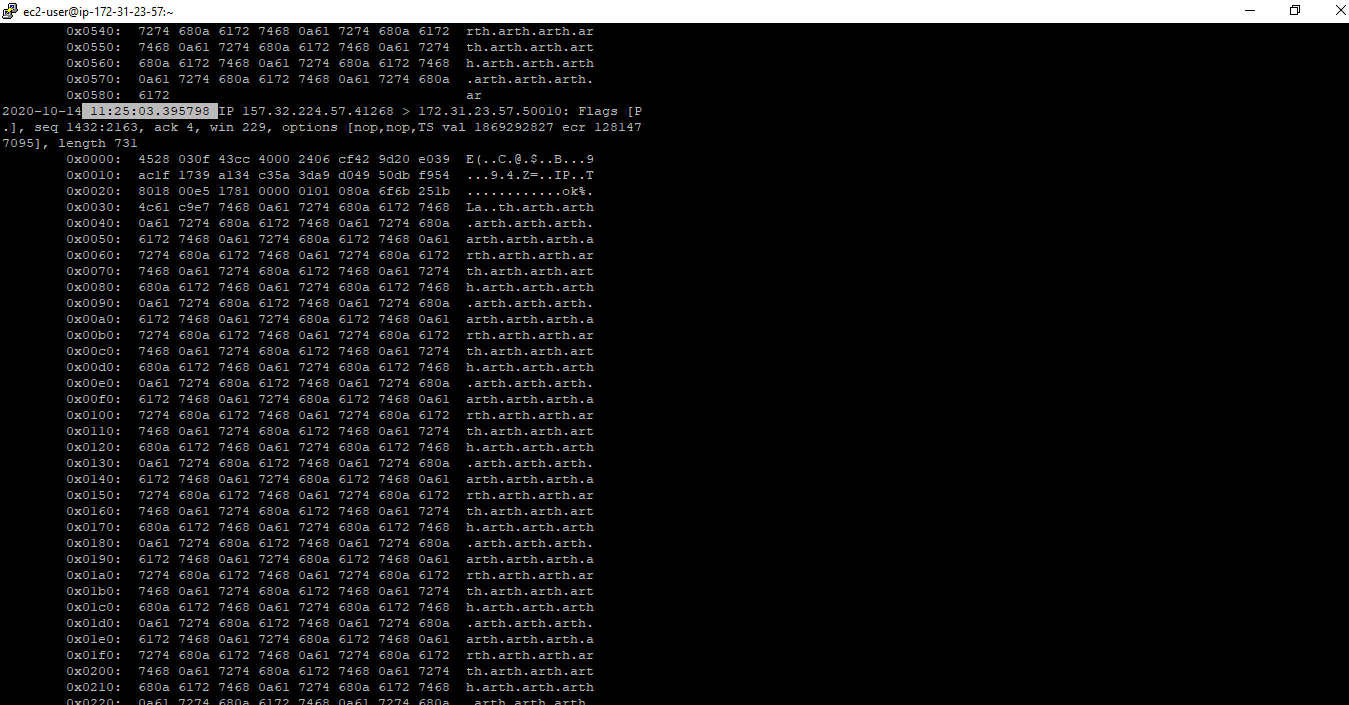 ec2-user@ip-172-31-23-57:~
0x0540: 7274 680a 6172 7468 0a61 7274 680a 6172 rth.arth.arth.ar
0x0550: 7468 0a61 7274 680a 6172 7468 0a61 7274 th.arth.arth.art
0x0560: 680a 6172 7468 0a61 7274 680a 6172 7468 h.arth.arth.arth
0x0570: 0a61 7274 680a 6172 7468 0a61 7274 680a .arth.arth.arth.
0x0580: 6172 ar
2020-10-14 11:25:03.395798 IP 157.32.224.57.41268 > 172.31.23.57.50010: Flags [P
.], seq 1432:2163, ack 4, win 229, options [nop,nop,TS val 1869292827 ecr 128147
7095], length 731
0x0000: 4528 030f 43cc 4000 2406 cf42 9d20 e039 E(..C.@.$..B...9
0x0010: ac1f 1739 a134 c35a 3da9 d049 50db f954 ...9.4.Z=..IP..T
0x0020: 8018 00e5 1781 0000 0101 080a 6f6b 251b ............ok%.
0x0030: 4c61 c9e7 7468 0a61 7274 680a 6172 7468 La..th.arth.arth
0x0040: 0a61 7274 680a 6172 7468 0a61 7274 680a .arth.arth.arth.
0x0050: 6172 7468 0a61 7274 680a 6172 7468 0a61 arth.arth.arth.a
0x0060: 7274 680a 6172 7468 0a61 7274 680a 6172 rth.arth.arth.ar
0x0070: 7468 0a61 7274 680a 6172 7468 0a61 7274 th.arth.arth.art
0x0080: 680a 6172 7468 0a61 7274 680a 6172 7468 h.arth.arth.arth
0x0090: 0a61 7274 680a 6172 7468 0a61 7274 680a .arth.arth.arth.
0x00a0: 6172 7468 0a61 7274 680a 6172 7468 0a61 arth.arth.arth.a
0x00b0: 7274 680a 6172 7468 0a61 7274 680a 6172 rth.arth.arth.ar
0x00c0: 7468 0a61 7274 680a 6172 7468 0a61 7274 th.arth.arth.art
0x00d0: 680a 6172 7468 0a61 7274 680a 6172 7468 h.arth.arth.arth
0x00e0: 0a61 7274 680a 6172 7468 0a61 7274 680a .arth.arth.arth.
0x00f0: 6172 7468 0a61 7274 680a 6172 7468 0a61 arth.arth.arth.a
0x0100: 7274 680a 6172 7468 0a61 7274 680a 6172 rth.arth.arth.ar
0x0110: 7468 0a61 7274 680a 6172 7468 0a61 7274 th.arth.arth.art
0x0120: 680a 6172 7468 0a61 7274 680a 6172 7468 h.arth.arth.arth
0x0130: 0a61 7274 680a 6172 7468 0a61 7274 680a .arth.arth.arth.
0x0140: 6172 7468 0a61 7274 680a 6172 7468 0a61 arth.arth.arth.a
0x0150: 7274 680a 6172 7468 0a61 7274 680a 6172 rth.arth.arth.ar
0x0160: 7468 0a61 7274 680a 6172 7468 0a61 7274 th.arth.arth.art
0x0170: 680a 6172 7468 0a61 7274 680a 6172 7468 h.arth.arth.arth
0x0180: 0a61 7274 680a 6172 7468 0a61 7274 680a .arth.arth.arth.
0x0190: 6172 7468 0a61 7274 680a 6172 7468 0a61 arth.arth.arth.a
0x01a0: 7274 680a 6172 7468 0a61 7274 680a 6172 rth.arth.arth.ar
0x01b0: 7468 0a61 7274 680a 6172 7468 0a61 7274 th.arth.arth.art
0x01c0: 680a 6172 7468 0a61 7274 680a 6172 7468 h.arth.arth.arth
0x01d0: 0a61 7274 680a 6172 7468 0a61 7274 680a .arth.arth.arth.
0x01e0: 6172 7468 0a61 7274 680a 6172 7468 0a61 arth.arth.arth.a
0x01f0: 7274 680a 6172 7468 0a61 7274 680a 6172 rth.arth.arth.ar
0x0200: 7468 0a61 7274 680a 6172 7468 0a61 7274 th.arth.arth.art
0x0210: 680a 6172 7468 0a61 7274 680a 6172 7468 h.arth.arth.arth
0x0220: 0a61 7274 680a 6172 7468 0a61 7274 680a .arth.arth.arth.